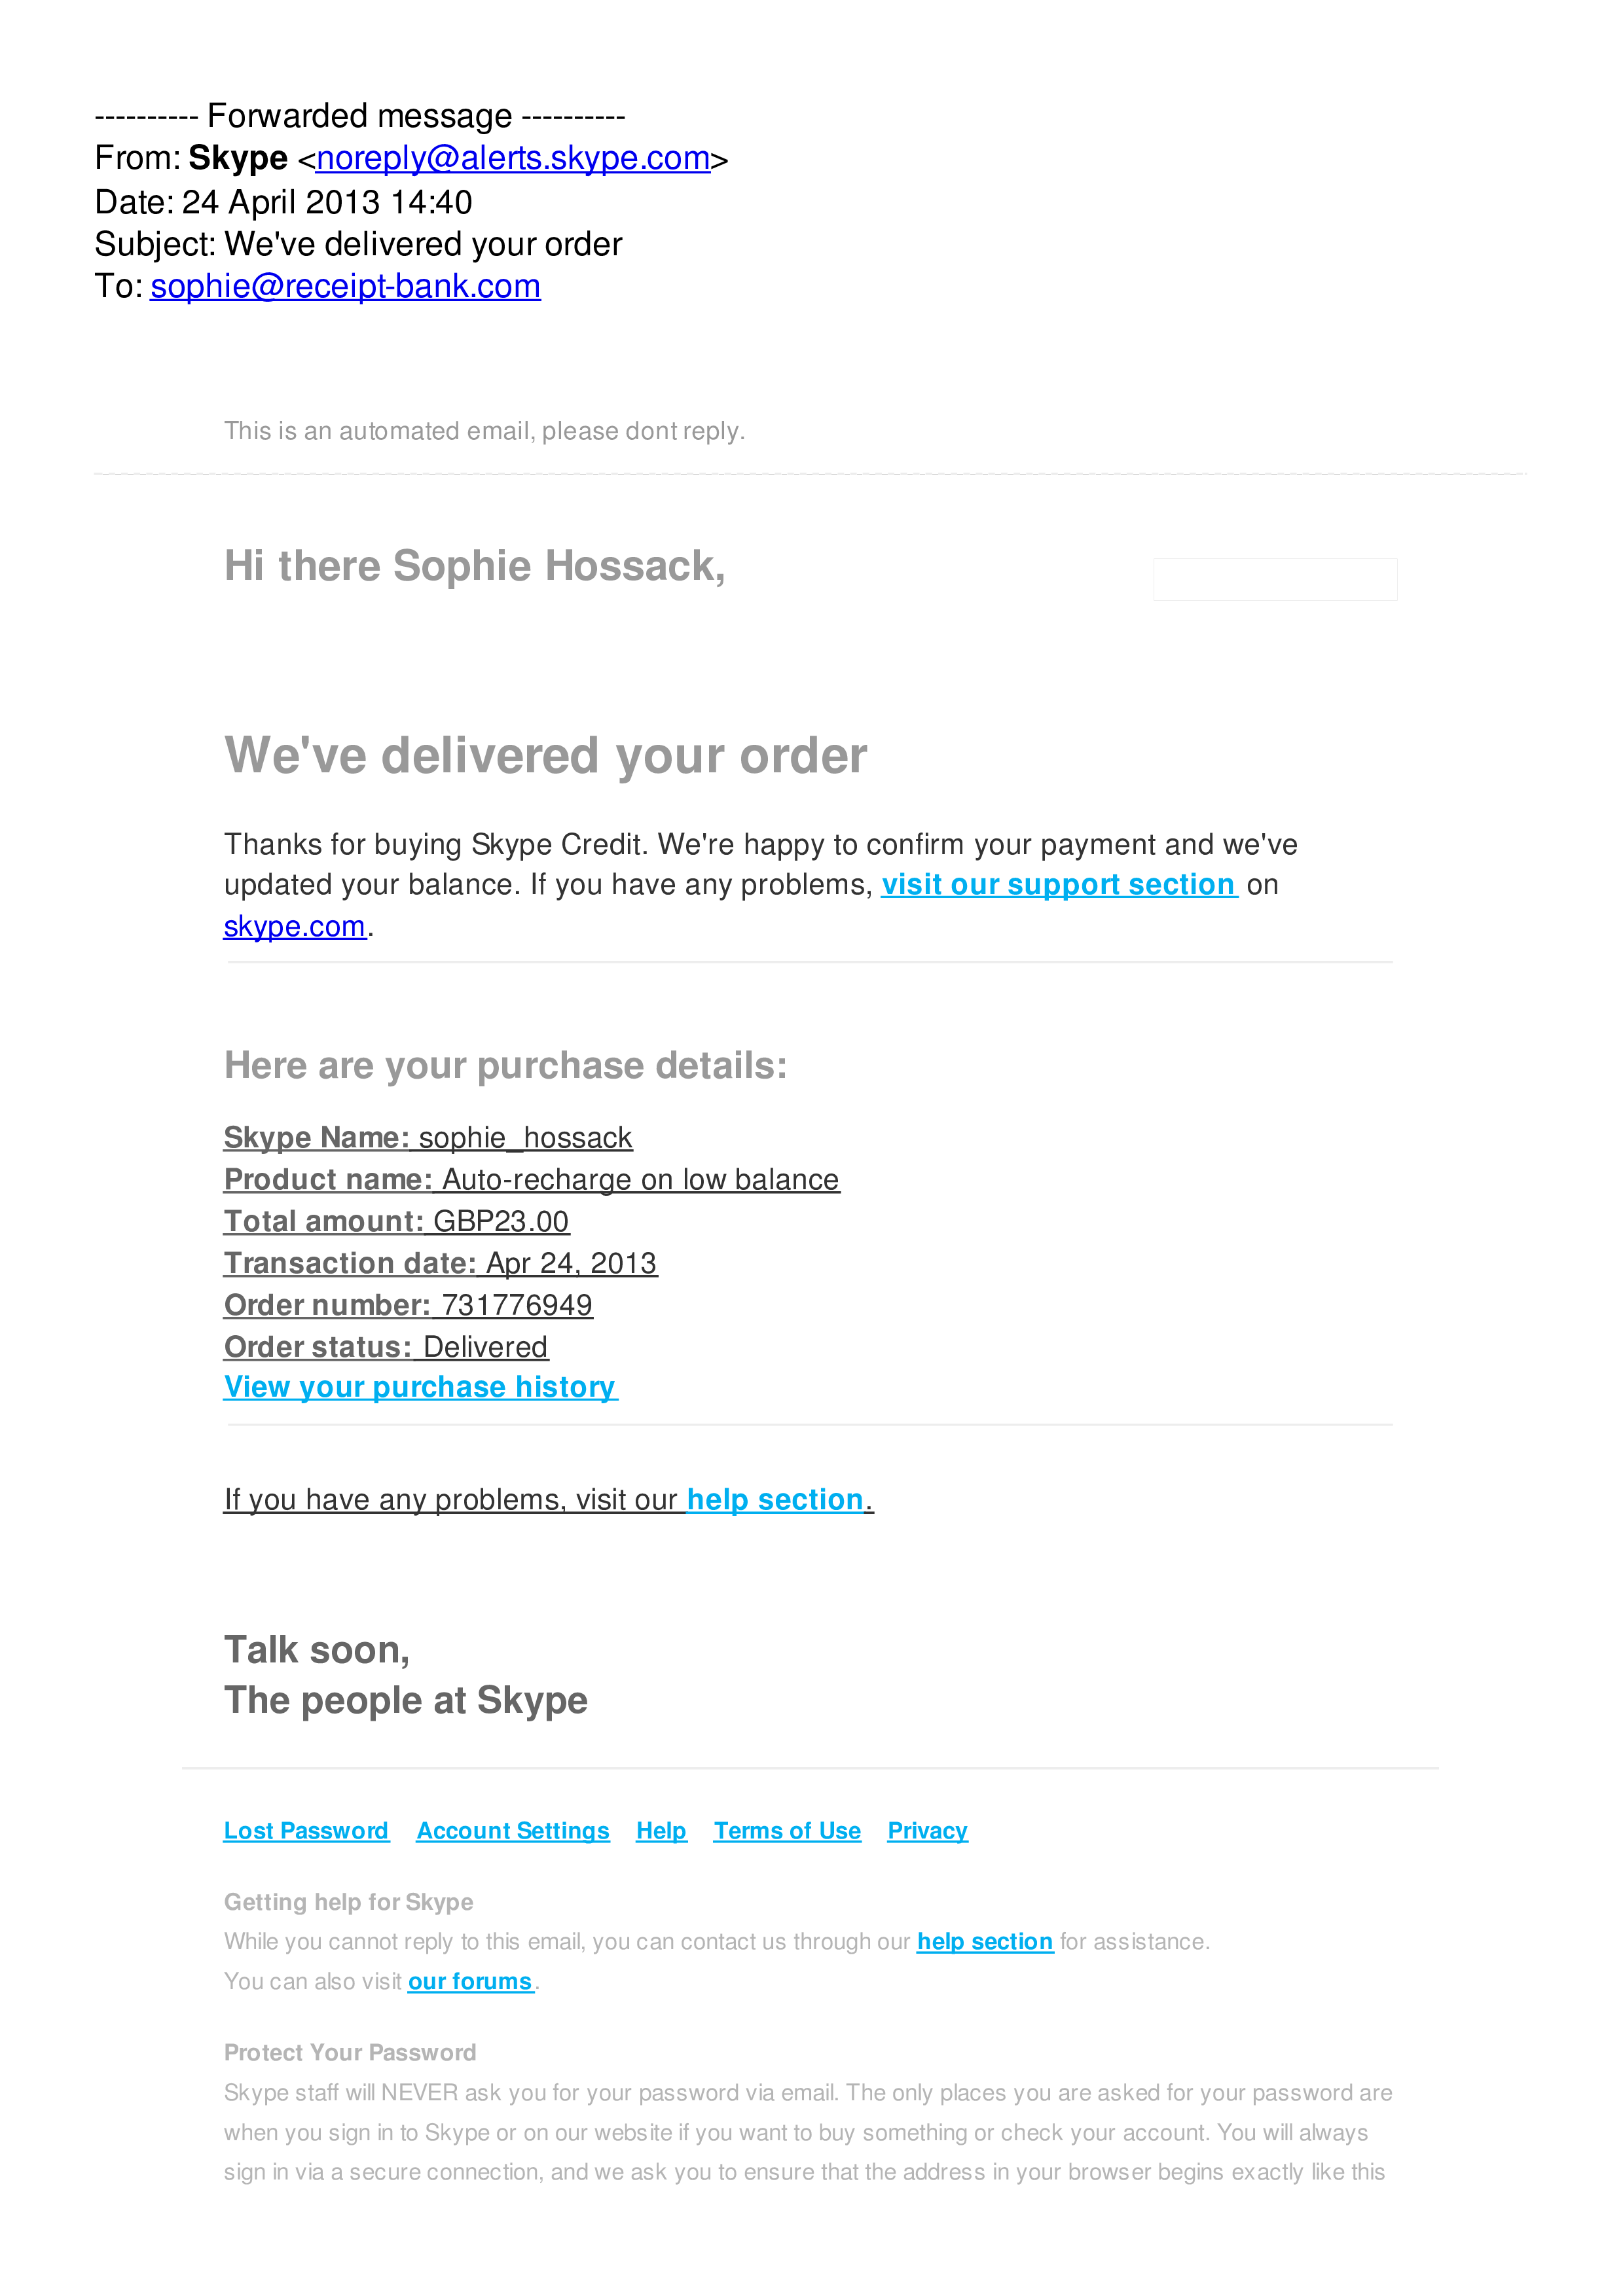 ---------- Forwarded message ----------
From: Skype <noreply@alerts.skype.com>
Date: 24 April 2013 14:40
Subject: We've delivered your order
To: sophie@receipt-bank.com
This is an automated email, please dont reply.
Hi there Sophie Hossack,
We've delivered your order
Thanks for buying Skype Credit. We're happy to confirm your payment and we've
updated your balance. If you have any problems, visit our support section on
skype.com.
Here are your purchase details:
Skype Name: sophie_hossack
Product name: Auto-recharge on low balance
Total amount: GBP23.00
Transaction date: Apr 24, 2013
Order number: 731776949
Order status: Delivered
View your purchase history
If you have any problems, visit our help section.
Talk soon,
The people at Skype
Lost Password Account Settings Help Terms of Use Privacy
Getting help for Skype
While you cannot reply to this email, you can contact us through our help section for assistance.
You can also visit our forums.
Protect Your Password
Skype staff will NEVER ask you for your password via email. The only places you are asked for your password are
when you sign in to Skype or on our website if you want to buy something or check your account. You will always
sign in via a secure connection, and we ask you to ensure that the address in your browser begins exactly like this